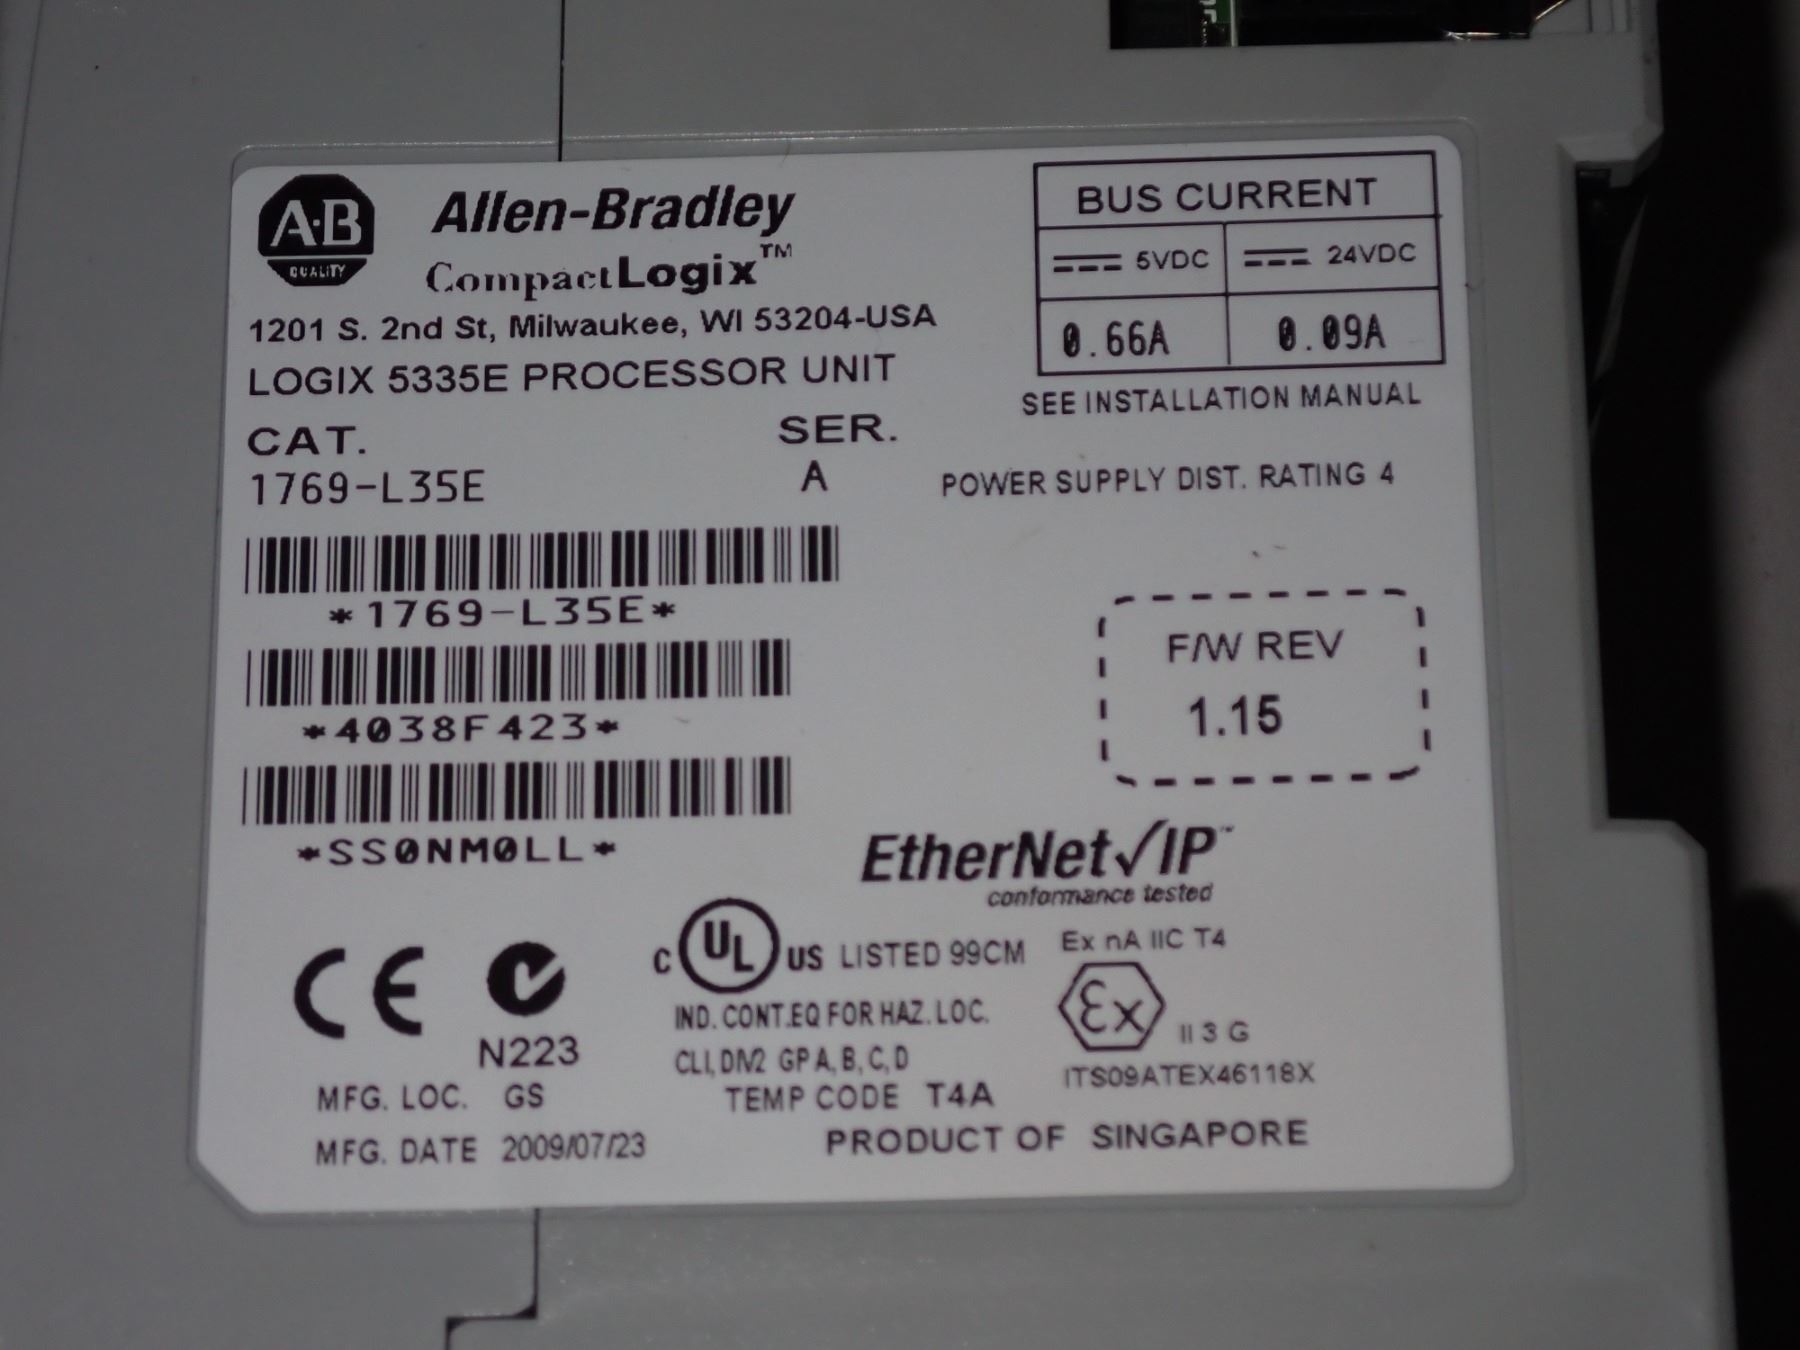 A·B
QUALITY
Allen-Bradley
CompactLogix™
1201 S. 2nd St, Milwaukee, WI 53204-USA
LOGIX 5335E PROCESSOR UNIT
CAT.
SER.
1769-L35E
A
BUS CURRENT
5VDC
24VDC
0.66A
0.09A
SEE INSTALLATION MANUAL
POWER SUPPLY DIST. RATING 4
*1769-L35E*
*4038F423*
*SS0NM0LL*
F/W REV
1.15
EtherNet/IP™
conformance tested
CE
N223
C UL US LISTED 99CM
IND. CONT.EQ FOR HAZ. LOC.
CLI, DIV2 GP A, B, C, D
TEMP CODE T4A
Ex nA IIC T4
Ex II 3 G
ITS09ATEX46118X
MFG. LOC. GS
MFG. DATE 2009/07/23
PRODUCT OF SINGAPORE